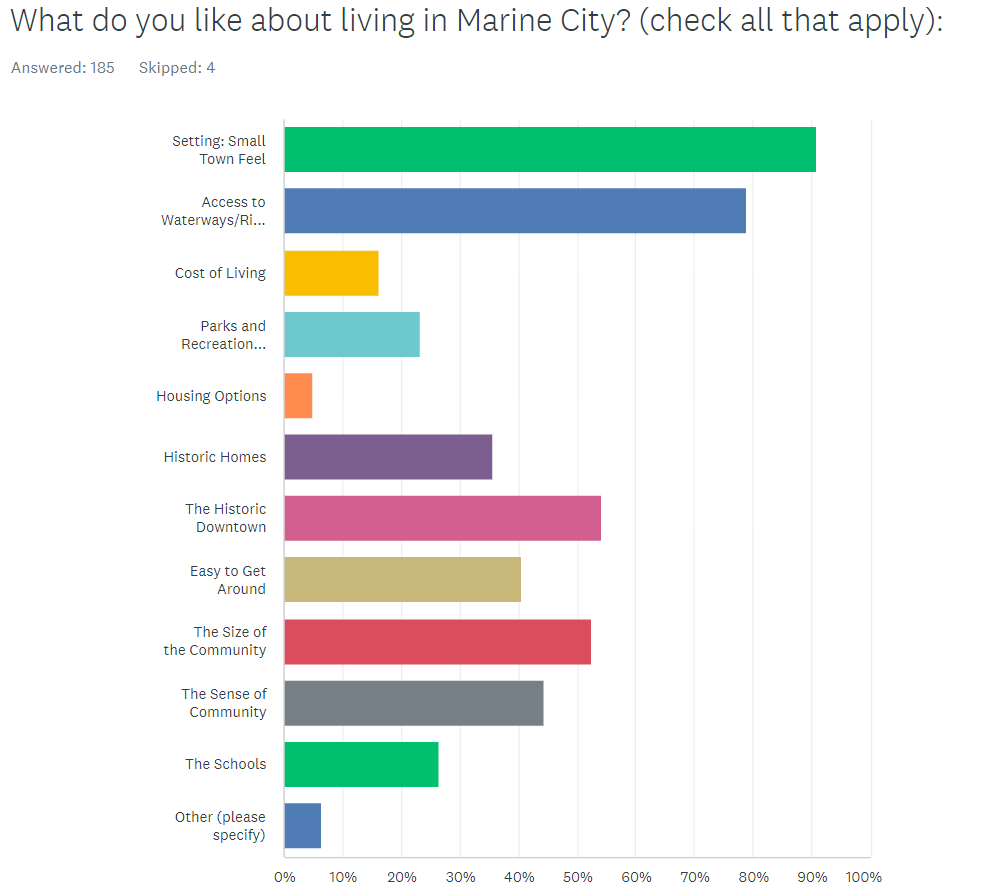 What do you like about living in Marine City? (check all that apply):
Answered: 185 Skipped: 4
Setting: Small
Town Feel
Access to
Waterways/Ri...
Cost of Living
Parks and
Recreation...
Housing Options
Historic Homes
The Historic
Downtown
Easy to Get
Around
The Size of
the Community
The Sense of
Community
The Schools
Other (please
specify)
0% 10% 20% 30% 40% 50% 60% 70% 80% 90% 100%